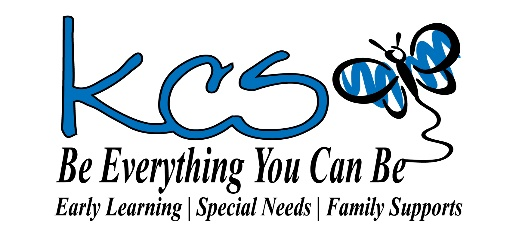 KCS
Be Everything You Can Be
Early Learning | Special Needs | Family Supports